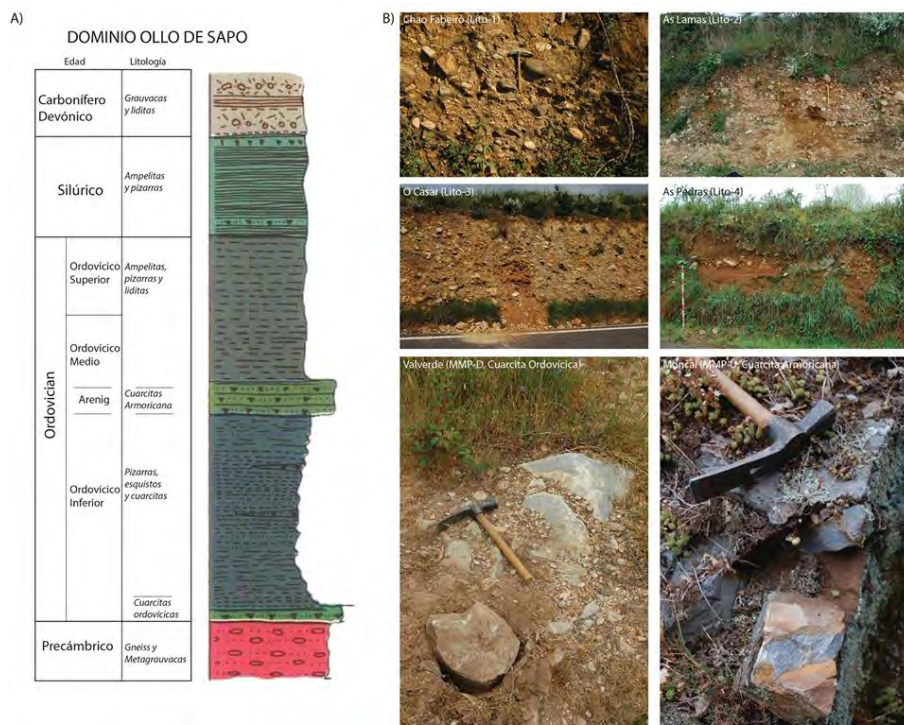 A)
DOMINIO OLLO DE SAPO
Edad
Litología
Carbonífero
Devónico
Grauvacas
y liditas
Silúrico
Ampelitas
y pizarras
Ordovician
Ordovícico
Superior
Ampelitas,
pizarras y
liditas
Ordovícico
Medio
Arenig
Cuarcitas
Armoricana
Ordovícico
Inferior
Pizarras,
esquistos
y cuarcitas
Cuarcitas
ordovícicas
Precámbrico
Gneiss y
Metagrauvacas
B)
Chao Fabeiro (Lito-1)
As Lamas (Lito-2)
O Casar (Lito-3)
As Pedras (Lito-4)
Valverde (MMP-D, Cuarcita Ordovícica)
Moncai (MMP-U, Cuarcita Armoricana)